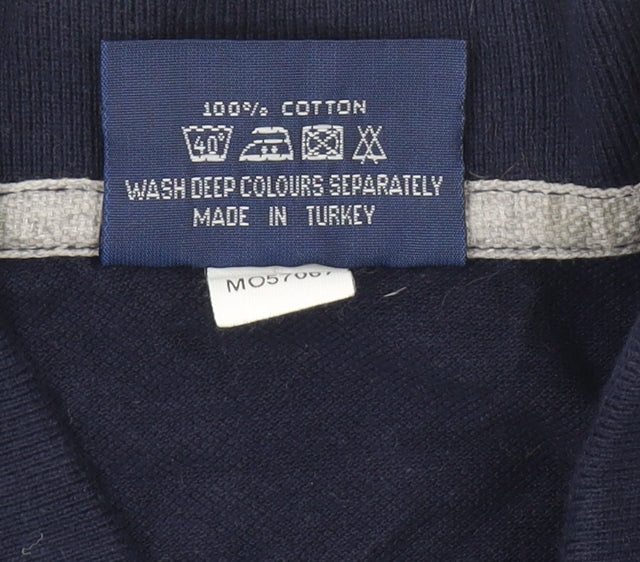 100% COTTON
40°
WASH DEEP COLOURS SEPARATELY
MADE IN TURKEY